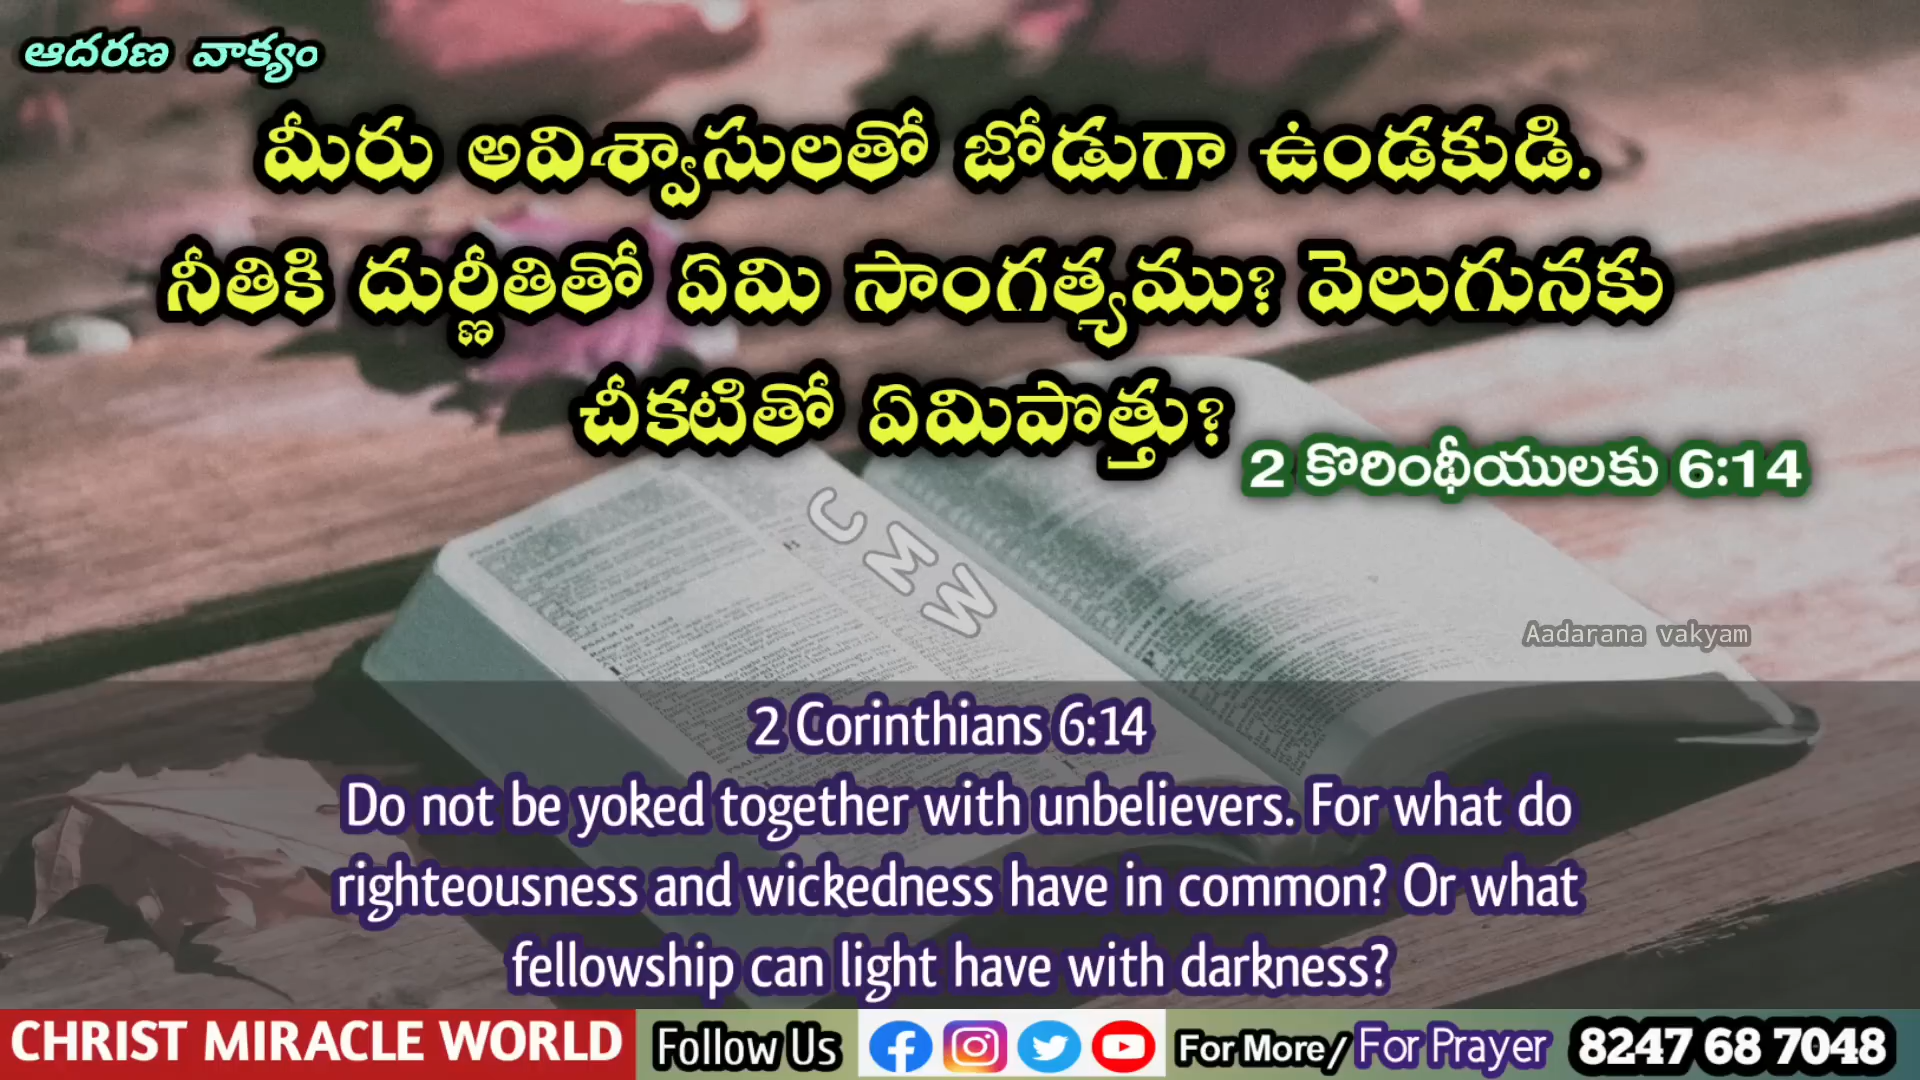 ఆదరణ వాక్యం
మీరు అవిశ్వాసులతో జోడుగా ఉండకుడి.
నీతికి దుర్ణీతితో ఏమి సాంగత్యము? వెలుగునకు
చీకటితో ఏమిపొత్తు?
2 కొరింథీయులకు 6:14
CMW
Aadarana vakyam
2 Corinthians 6:14
Do not be yoked together with unbelievers. For what do
righteousness and wickedness have in common? Or what
fellowship can light have with darkness?
CHRIST MIRACLE WORLD Follow Us For More/ For Prayer 8247 68 7048